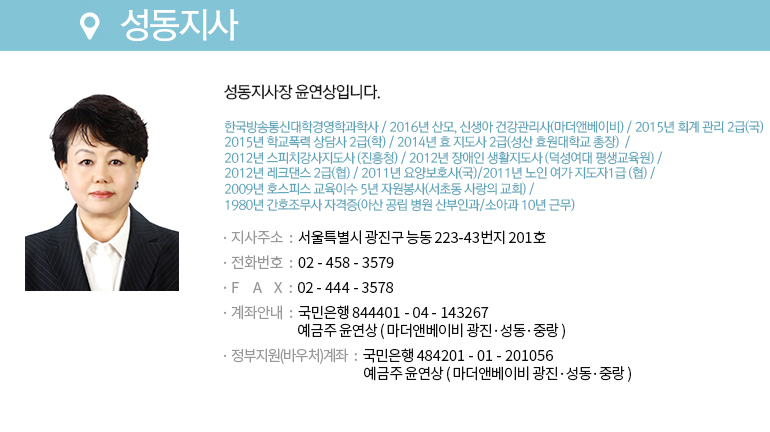 성동지사
성동지사장 윤연상입니다.
한국방송통신대학경영학과학사 / 2016년 산모, 신생아 건강관리사(마더앤베이비) / 2015년 회계 관리 2급(국)
2015년 학교폭력 상담사 2급(학) / 2014년 효 지도사 2급(성산 효원대학교 총장) /
2012년 스피치강사지도사 (진흥청) / 2012년 장애인 생활지도사 (덕성여대 평생교육원) /
2012년 레크댄스 2급(협) / 2011년 요양보호사(국)/2011년 노인 여가 지도자1급 (협) /
2009년 호스피스 교육이수 5년 자원봉사(서초동 사랑의 교회) /
1980년 간호조무사 자격증(아산 공립 병원 산부인과/소아과 10년 근무)
· 지사주소 : 서울특별시 광진구 능동 223-43번지 201호
· 전화번호 : 02 - 458 - 3579
· F A X : 02 - 444 - 3578
· 계좌안내 : 국민은행 844401 - 04 - 143267
예금주 윤연상 ( 마더앤베이비 광진·성동·중랑 )
· 정부지원(바우처)계좌 : 국민은행 484201 - 01 - 201056
예금주 윤연상 ( 마더앤베이비 광진·성동·중랑 )